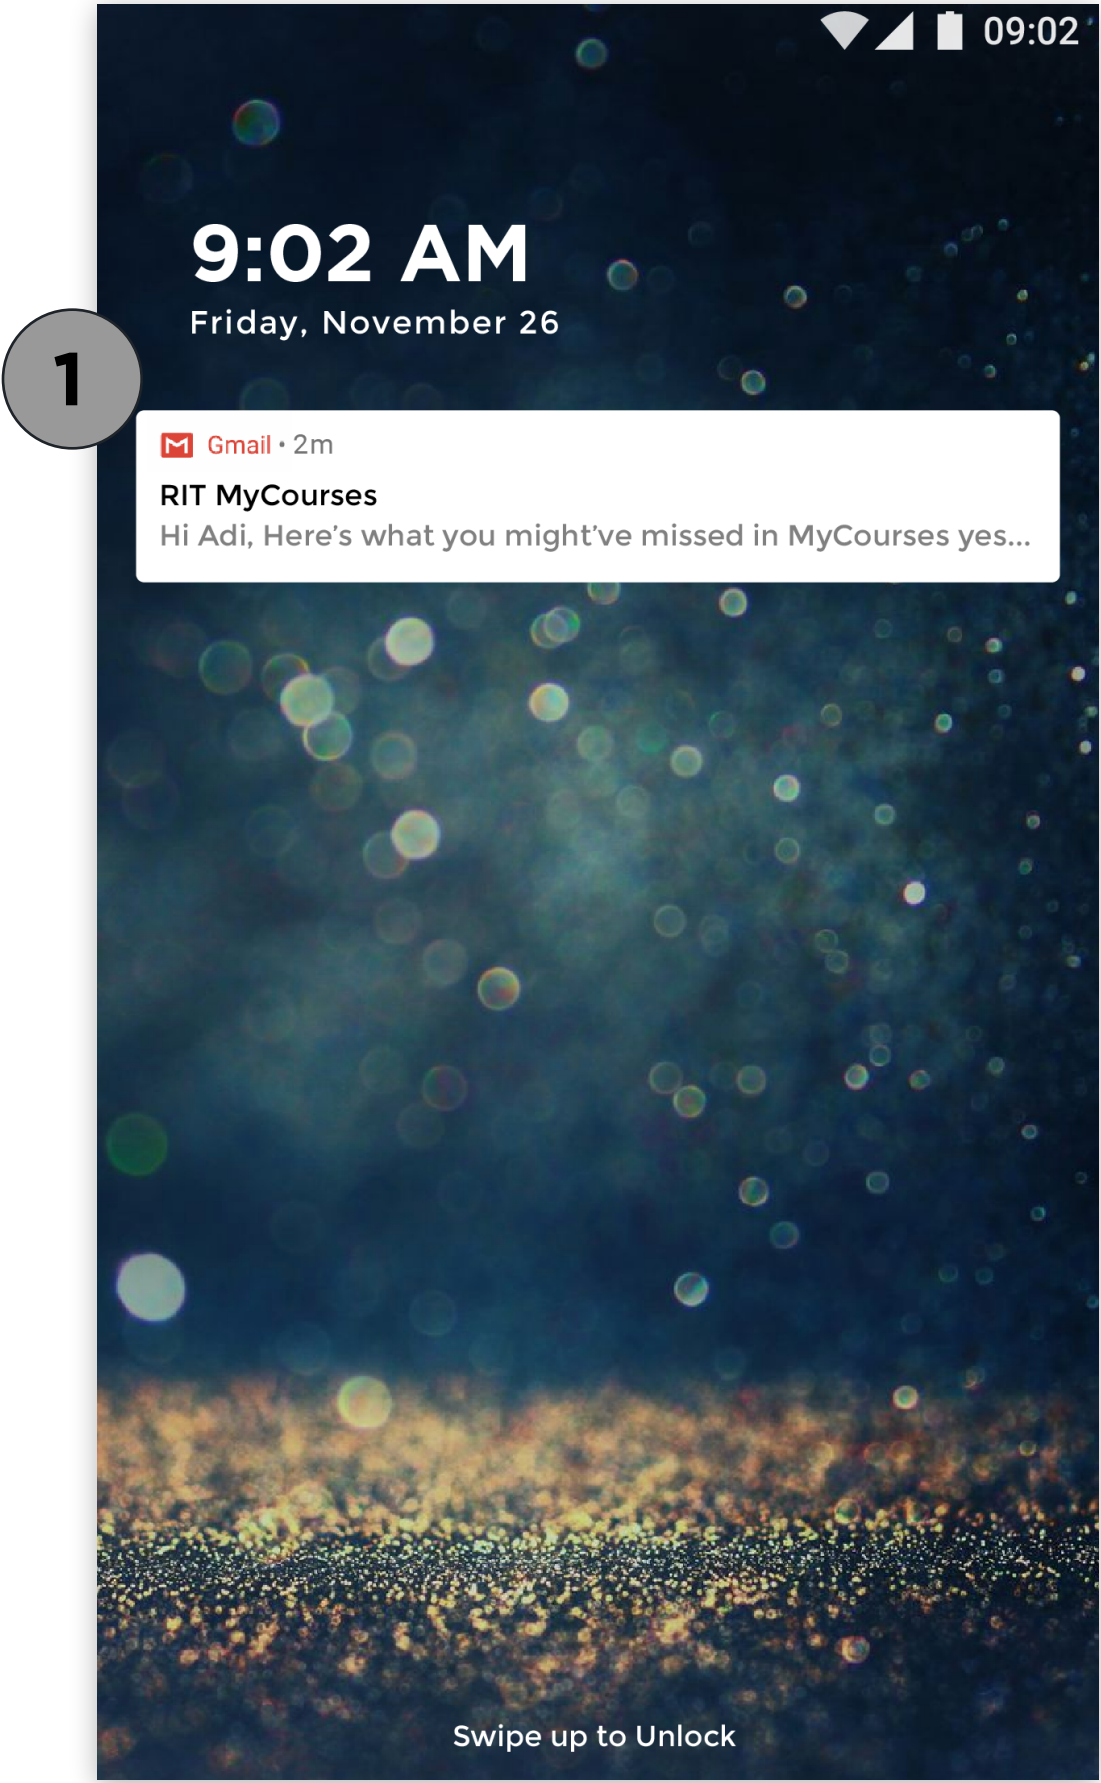 09:02
9:02 AM
Friday, November 26
1
Gmail • 2m
RIT MyCourses
Hi Adi, Here’s what you might’ve missed in MyCourses yes...
Swipe up to Unlock